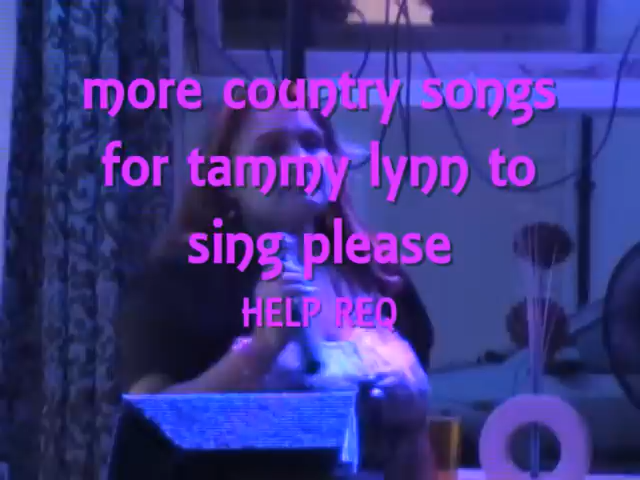 more country songs
for tammy lynn to
sing please
HELP REQ